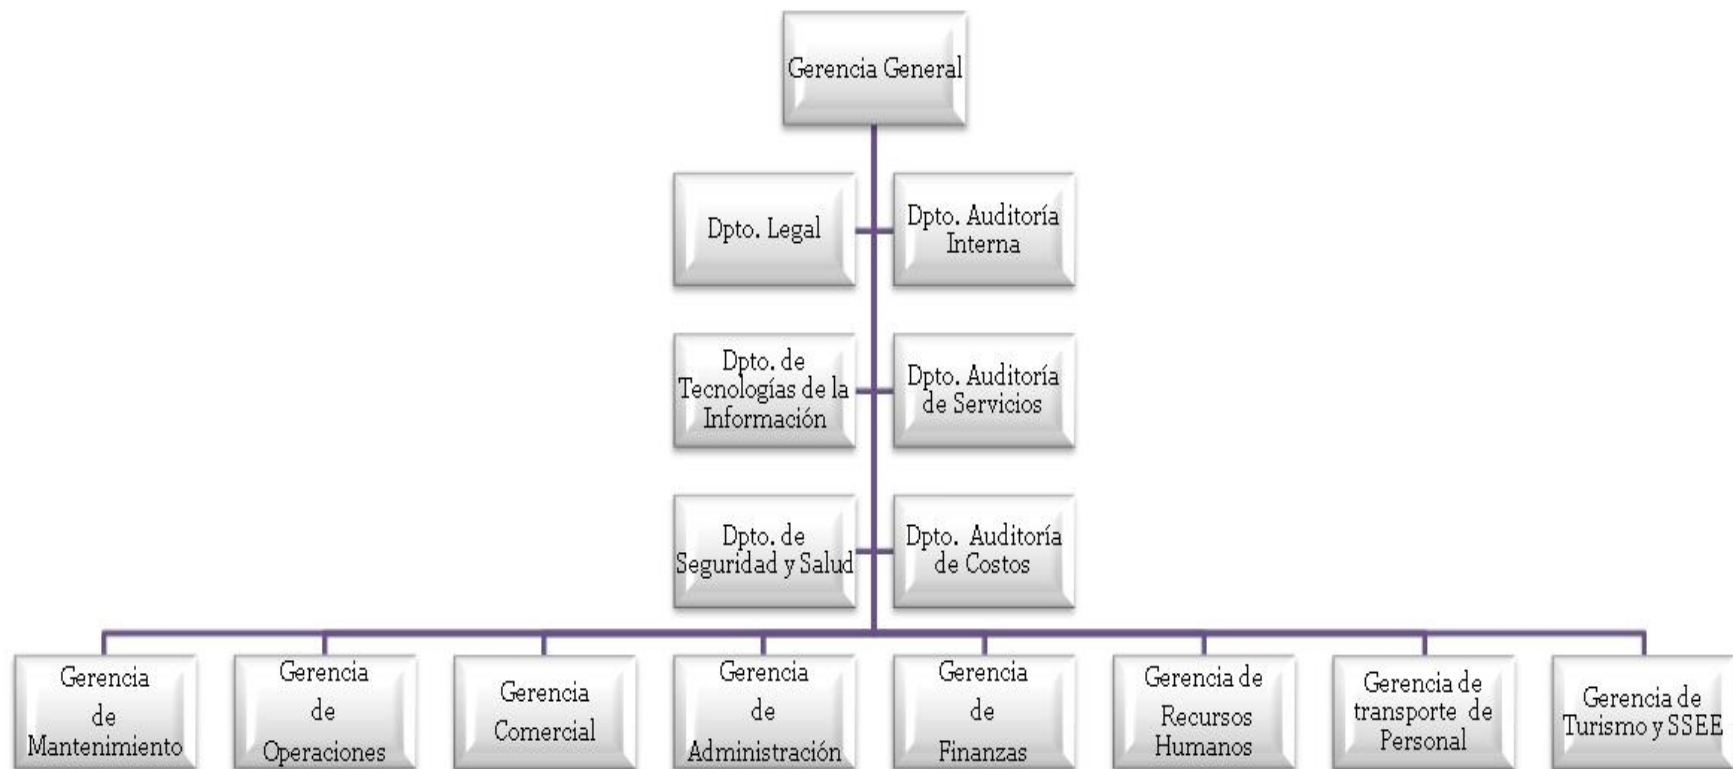 Gerencia General
Dpto. Legal
Dpto. Auditoría
Interna
Dpto. de
Tecnologías de la
Información
Dpto. Auditoría
de Servicios
Dpto. de
Seguridad y Salud
Dpto. Auditoría
de Costos
Gerencia
de
Mantenimiento
Gerencia
de
Operaciones
Gerencia
Comercial
Gerencia
de
Administración
Gerencia
de
Finanzas
Gerencia de
Recursos
Humanos
Gerencia de
transporte de
Personal
Gerencia de
Turismo y SSEE